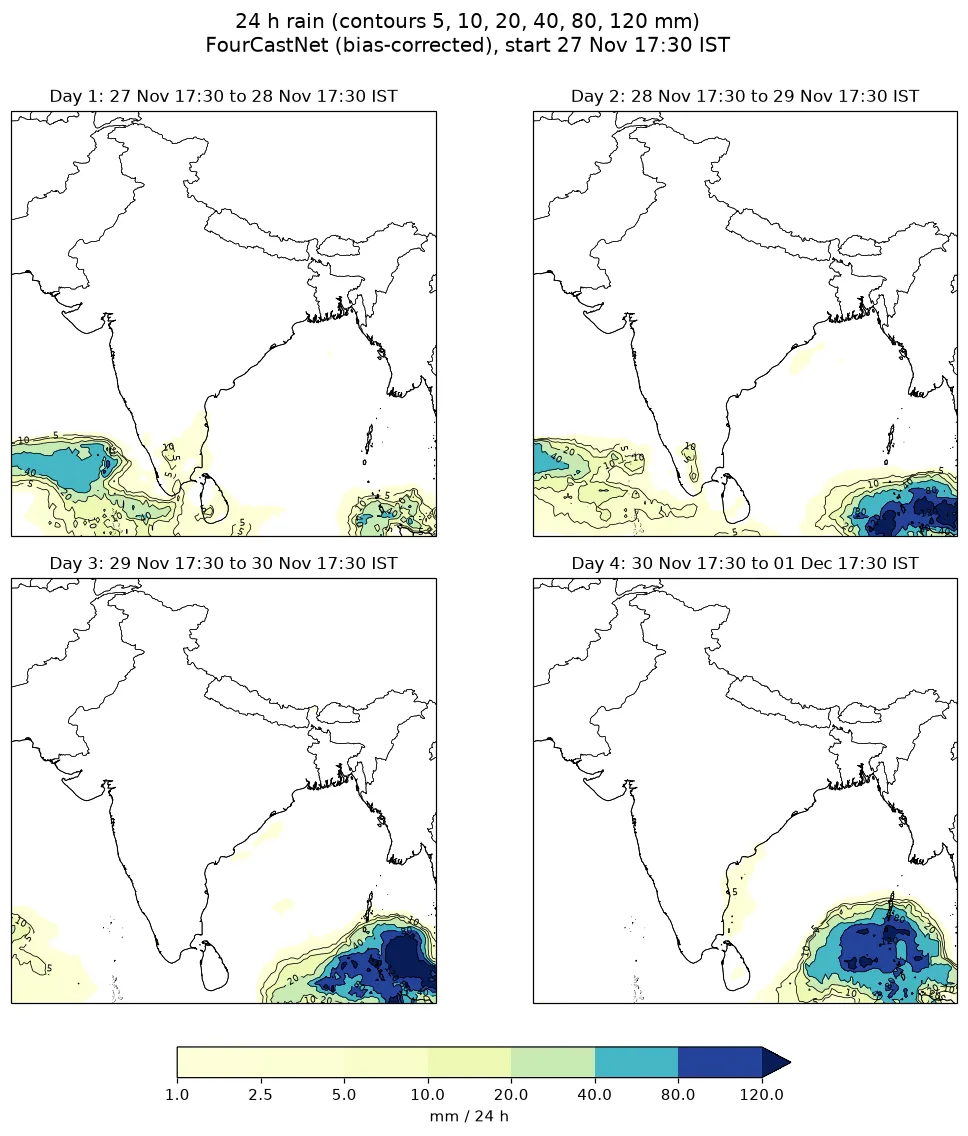 24 h rain (contours 5, 10, 20, 40, 80, 120 mm)
FourCastNet (bias-corrected), start 27 Nov 17:30 IST
Day 1: 27 Nov 17:30 to 28 Nov 17:30 IST
Day 2: 28 Nov 17:30 to 29 Nov 17:30 IST
Day 3: 29 Nov 17:30 to 30 Nov 17:30 IST
Day 4: 30 Nov 17:30 to 01 Dec 17:30 IST
1.0 2.5 5.0 10.0 20.0 40.0 80.0 120.0
mm / 24 h